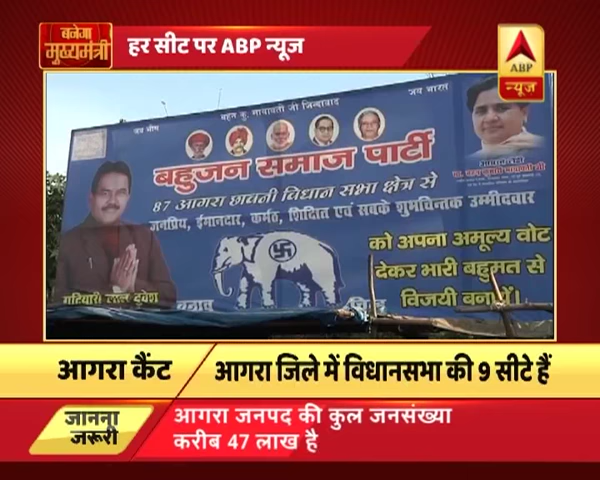 बनेगा
मुख्यमंत्री
हर सीट पर ABP न्यूज
ABP
न्यूज
बहन कु. मायावती जी जिन्दाबाद
जय भीम
जय भारत
बहुजन समाज पार्टी
87 आगरा छावनी विधान सभा क्षेत्र से
जनप्रिय, ईमानदार, कर्मठ, शिक्षित एवं सबके शुभचिन्तक उम्मीदवार
को अपना अमूल्य वोट
देकर भारी बहुमत से
विजयी बनायें।
लाल दुवेश
चुनाव
आगरा कैंट
आगरा जिले में विधानसभा की 9 सीटे हैं
जानना
जरूरी
आगरा जनपद की कुल जनसंख्या
करीब 47 लाख है